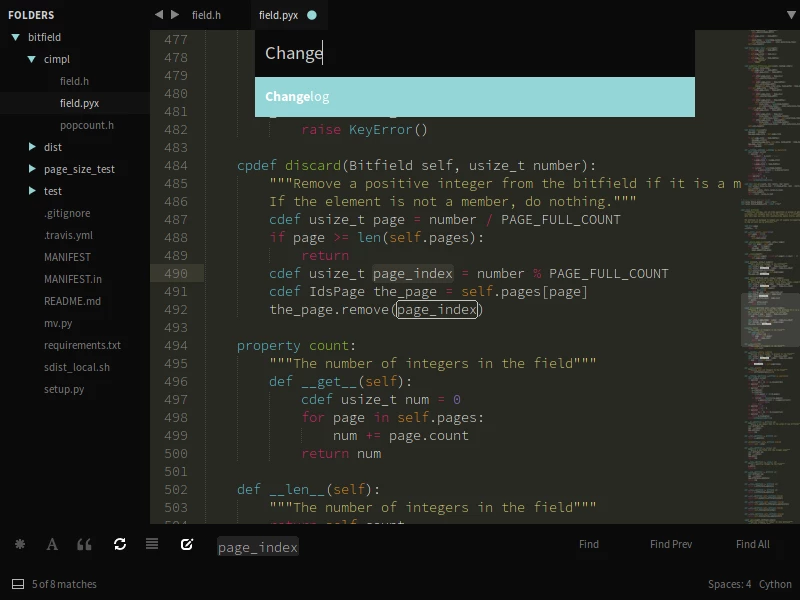 FOLDERS
bitfield
cimpl
field.h
field.pyx
popcount.h
dist
page_size_test
test
.gitignore
.travis.yml
MANIFEST
MANIFEST.in
README.md
mv.py
requirements.txt
sdist_local.sh
setup.py
field.h
field.pyx
Change
Changelog
477
478
479
480
481
482 raise KeyError()
483
484 cpdef discard(Bitfield self, usize_t number):
485 """Remove a positive integer from the bitfield if it is a m
486 If the element is not a member, do nothing."""
487 cdef usize_t page = number / PAGE_FULL_COUNT
488 if page >= len(self.pages):
489 return
490 cdef usize_t page_index = number % PAGE_FULL_COUNT
491 cdef IdsPage the_page = self.pages[page]
492 the_page.remove(page_index)
493
494 property count:
495 """The number of integers in the field"""
496 def __get__(self):
497 cdef usize_t num = 0
498 for page in self.pages:
499 num += page.count
500 return num
501
502 def __len__(self):
503 """The number of integers in the field"""
504 return self.count
page_index
Find
Find Prev
Find All
5 of 8 matches
Spaces: 4
Cython